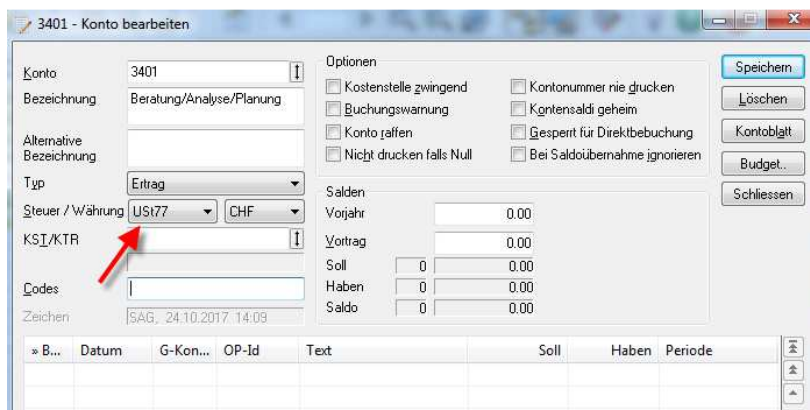 3401 - Konto bearbeiten
Konto 3401
Bezeichnung Beratung/Analyse/Planung
Alternative
Bezeichnung
Typ Ertrag
Steuer / Währung USt77 CHF
KST/KTR
Codes
Zeichen SAG, 24.10.2017 14:09
Optionen
Kostenstelle zwingend Kontonummer nie drucken
Buchungswarnung Kontensaldi geheim
Konto raffen Gesperrt für Direktbebuchung
Nicht drucken falls Null Bei Saldoübernahme ignorieren
Salden
Vorjahr 0.00
Vortrag 0.00
Soll 0 0.00
Haben 0 0.00
Saldo 0 0.00
Speichern
Löschen
Kontoblatt
Budget..
Schliessen
» B... Datum G-Kon... OP-Id Text Soll Haben Periode